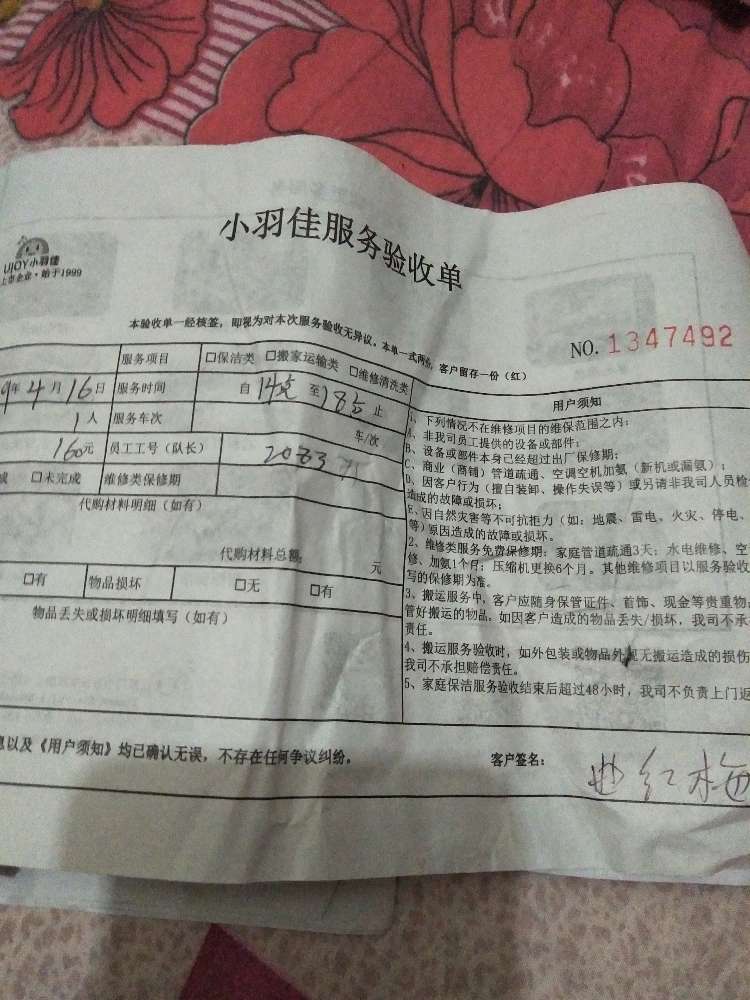 小羽佳服务验收单
UJOY小羽佳
上市企业·始于1999
本验收单一经核签，即视为对本次服务验收无异议。本单一式两份，客户留存一份（红）
NO. 1347492
服务项目 □保洁类 □搬家运输类 □维修清洗类
9年4月16日 服务时间 自 14点 至 18点 止
1人 服务车次 车/次
160元 员工工号（队长） 2083
□未完成 维修类保修期
代购材料明细（如有）
代购材料总额： 元
□有 物品损坏 □无 □有
物品丢失或损坏明细填写（如有）
用户须知
1、下列情况不在维修项目的维保范围之内：
A、非我司员工提供的设备或部件；
B、设备或部件本身已经超过出厂保修期；
C、商业（商铺）管道疏通、空调空机加氨（新机或漏氨）；
D、因客户行为（擅自装卸、操作失误等）或另请非我司人员检
造成的故障或损坏；
E、因自然灾害等不可抗拒力（如：地震、雷电、火灾、停电、
等）原因造成的故障或损坏。
2、维修类服务免费保修期：家庭管道疏通3天；水电维修、空
修、加氨1个月；压缩机更换6个月。其他维修项目以服务验收
写的保修期为准。
3、搬运服务中，客户应随身保管证件、首饰、现金等贵重物
管好搬运的物品，如因客户造成的物品丢失/损坏，我司不承
责任。
4、搬运服务验收时，如外包装或物品外观无搬运造成的损伤
我司不承担赔偿责任。
5、家庭保洁服务验收结束后超过48小时，我司不负责上门返
息以及《用户须知》均已确认无误，不存在任何争议纠纷。
客户签名： 曲红梅